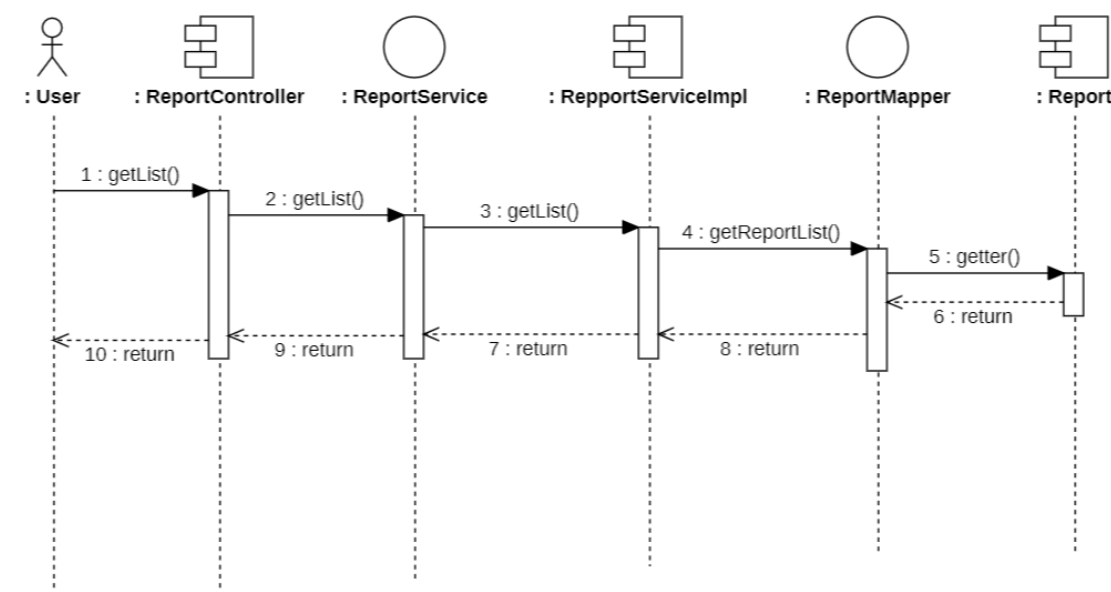 : User
: ReportController
: ReportService
: RepportServiceImpl
: ReportMapper
: Report
1 : getList()
2 : getList()
3 : getList()
4 : getReportList()
5 : getter()
6 : return
10 : return
9 : return
7 : return
8 : return